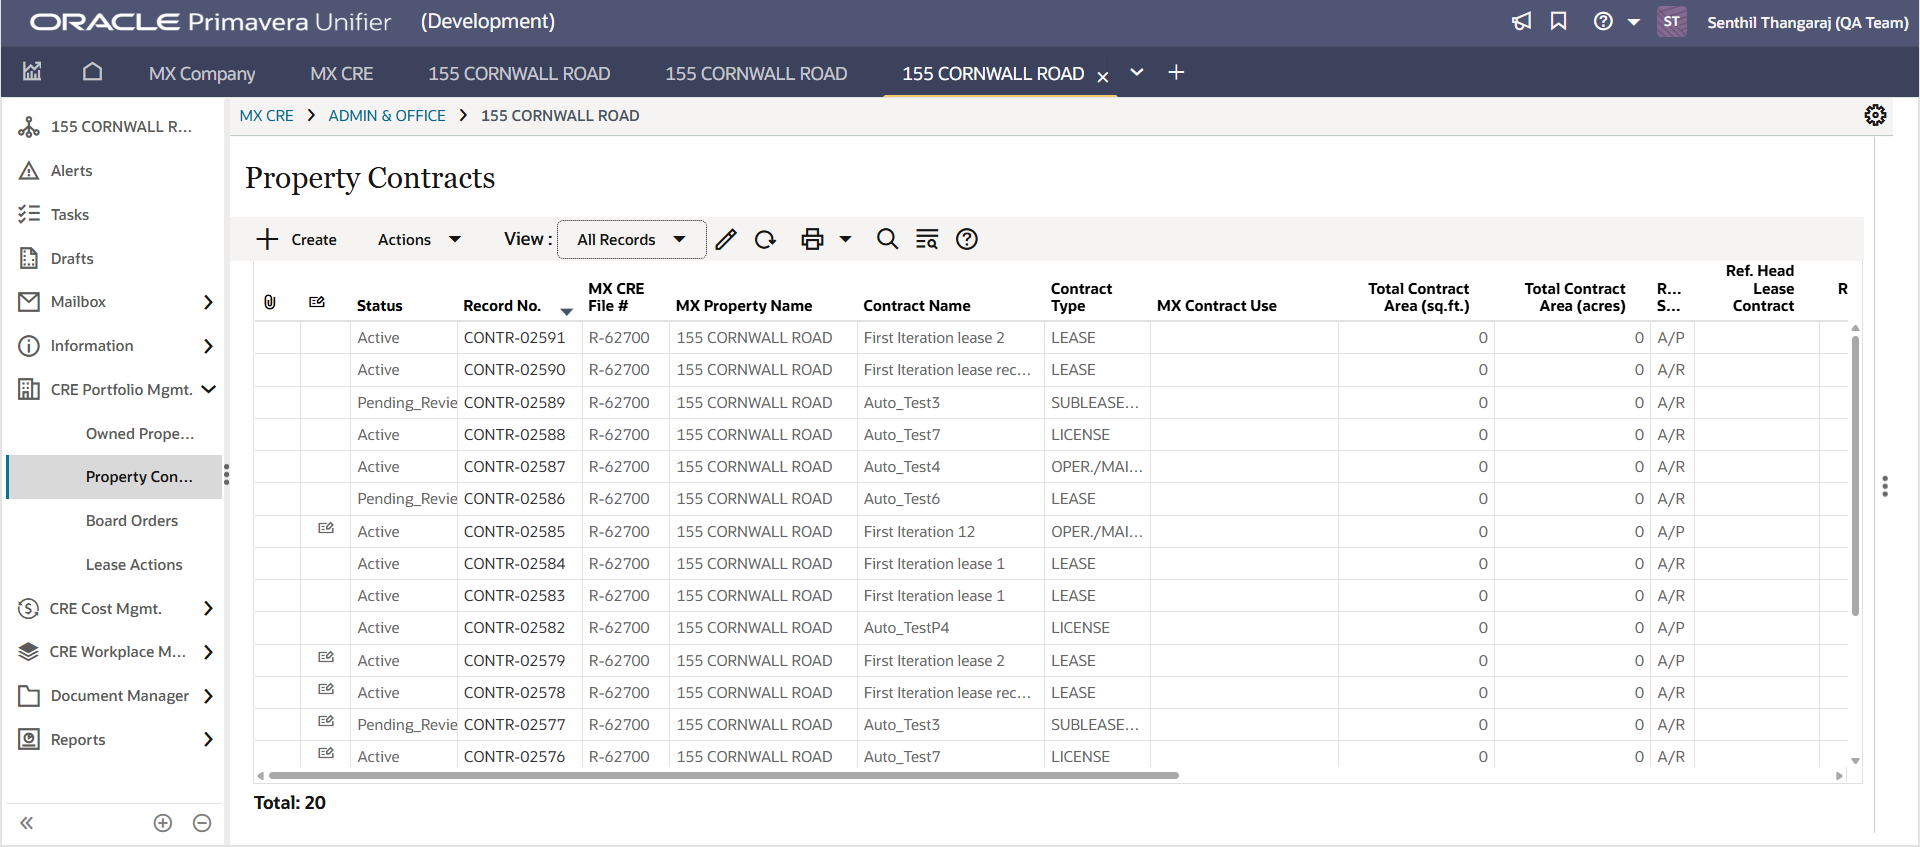 ORACLE Primavera Unifier (Development) ST Senthil Thangaraj (QA Team)
MX Company MX CRE 155 CORNWALL ROAD 155 CORNWALL ROAD 155 CORNWALL ROAD
155 CORNWALL R...
Alerts
Tasks
Drafts
Mailbox
Information
CRE Portfolio Mgmt.
Owned Prope...
Property Con...
Board Orders
Lease Actions
CRE Cost Mgmt.
CRE Workplace M...
Document Manager
Reports
MX CRE > ADMIN & OFFICE > 155 CORNWALL ROAD
Property Contracts
Create Actions View : All Records
Status Record No. MX CRE File # MX Property Name Contract Name Contract Type MX Contract Use Total Contract Area (sq.ft.) Total Contract Area (acres) R... S... Ref. Head Lease Contract R
Active CONTR-02591 R-62700 155 CORNWALL ROAD First Iteration lease 2 LEASE 0 0 A/P
Active CONTR-02590 R-62700 155 CORNWALL ROAD First Iteration lease rec... LEASE 0 0 A/R
Pending_Revie CONTR-02589 R-62700 155 CORNWALL ROAD Auto_Test3 SUBLEASE... 0 0 A/R
Active CONTR-02588 R-62700 155 CORNWALL ROAD Auto_Test7 LICENSE 0 0 A/R
Active CONTR-02587 R-62700 155 CORNWALL ROAD Auto_Test4 OPER./MAI... 0 0 A/R
Pending_Revie CONTR-02586 R-62700 155 CORNWALL ROAD Auto_Test6 LEASE 0 0 A/R
Active CONTR-02585 R-62700 155 CORNWALL ROAD First Iteration 12 OPER./MAI... 0 0 A/P
Active CONTR-02584 R-62700 155 CORNWALL ROAD First Iteration lease 1 LEASE 0 0 A/R
Active CONTR-02583 R-62700 155 CORNWALL ROAD First Iteration lease 1 LEASE 0 0 A/R
Active CONTR-02582 R-62700 155 CORNWALL ROAD Auto_TestP4 LICENSE 0 0 A/P
Active CONTR-02579 R-62700 155 CORNWALL ROAD First Iteration lease 2 LEASE 0 0 A/P
Active CONTR-02578 R-62700 155 CORNWALL ROAD First Iteration lease rec... LEASE 0 0 A/R
Pending_Revie CONTR-02577 R-62700 155 CORNWALL ROAD Auto_Test3 SUBLEASE... 0 0 A/R
Active CONTR-02576 R-62700 155 CORNWALL ROAD Auto_Test7 LICENSE 0 0 A/R
Total: 20